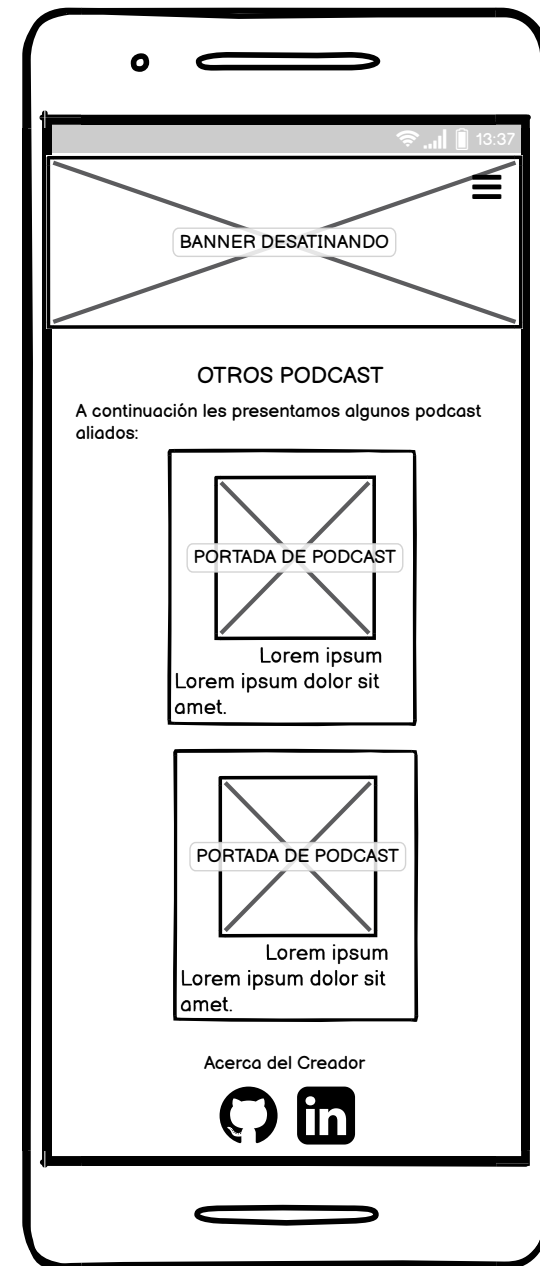 13:37
BANNER DESATINANDO
OTROS PODCAST
A continuación les presentamos algunos podcast
aliados:
PORTADA DE PODCAST
Lorem ipsum
Lorem ipsum dolor sit
amet.
PORTADA DE PODCAST
Lorem ipsum
Lorem ipsum dolor sit
amet.
Acerca del Creador
in